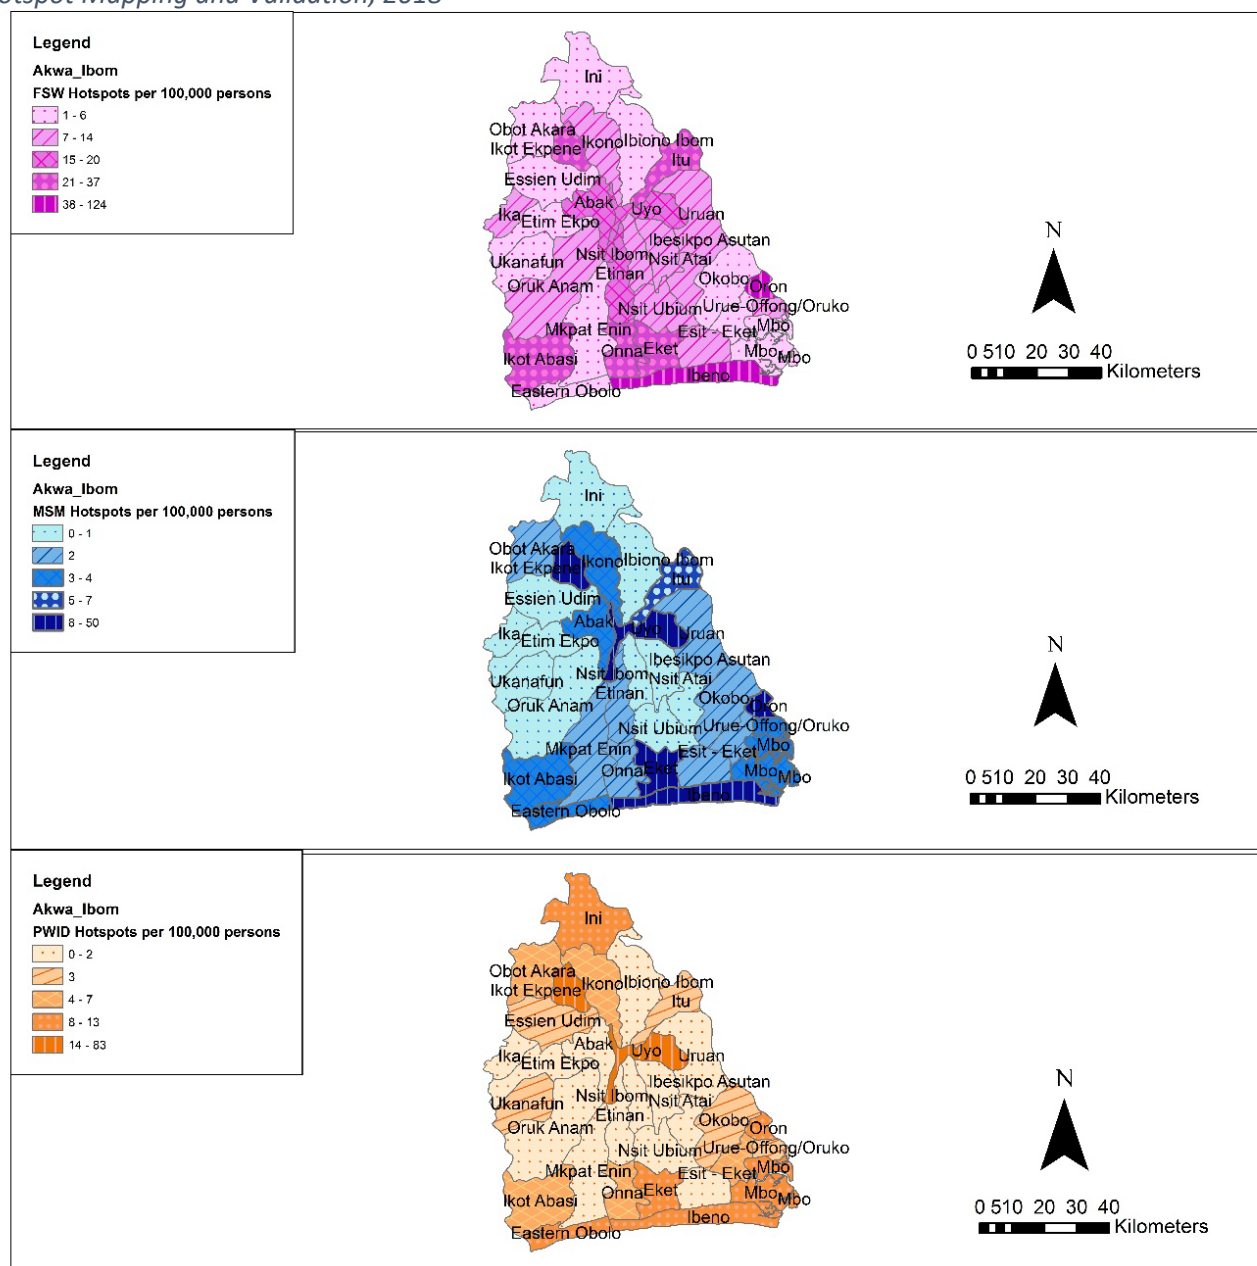 otspot Mapping and Validation, 2018
Legend
Akwa_Ibom
FSW Hotspots per 100,000 persons
1 - 6
7 - 14
15 - 20
21 - 37
38 - 124
Ini
Obot Akara
Ikot Ekpene
Ikono
Ibiono Ibom
Itu
Essien Udim
Abak
Uyo
Uruan
Ika
Etim Ekpo
Ibesikpo Asutan
Nsit Ibom
Nsit Atai
Ukanafun
Etinan
Okobo
Oron
Oruk Anam
Nsit Ubium
Urue-Offong/Oruko
Mkpat Enin
Esit - Eket
Mbo
Ikot Abasi
Onna
Eket
Mbo
Mbo
Ibeno
Eastern Obolo
N
0 5 10 20 30 40
Kilometers
Legend
Akwa_Ibom
MSM Hotspots per 100,000 persons
0 - 1
2
3 - 4
5 - 7
8 - 50
Ini
Obot Akara
Ikot Ekpene
Ikono
Ibiono Ibom
Itu
Essien Udim
Abak
Uyo
Uruan
Ika
Etim Ekpo
Ibesikpo Asutan
Nsit Ibom
Nsit Atai
Ukanafun
Etinan
Okobo
Oron
Oruk Anam
Nsit Ubium
Urue-Offong/Oruko
Mkpat Enin
Esit - Eket
Mbo
Ikot Abasi
Onna
Eket
Mbo
Mbo
Ibeno
Eastern Obolo
N
0 5 10 20 30 40
Kilometers
Legend
Akwa_Ibom
PWID Hotspots per 100,000 persons
0 - 2
3
4 - 7
8 - 13
14 - 83
Ini
Obot Akara
Ikot Ekpene
Ikono
Ibiono Ibom
Itu
Essien Udim
Abak
Uyo
Uruan
Ika
Etim Ekpo
Ibesikpo Asutan
Nsit Ibom
Nsit Atai
Ukanafun
Etinan
Okobo
Oron
Oruk Anam
Nsit Ubium
Urue-Offong/Oruko
Mkpat Enin
Esit - Eket
Mbo
Ikot Abasi
Onna
Eket
Mbo
Mbo
Ibeno
Eastern Obolo
N
0 5 10 20 30 40
Kilometers